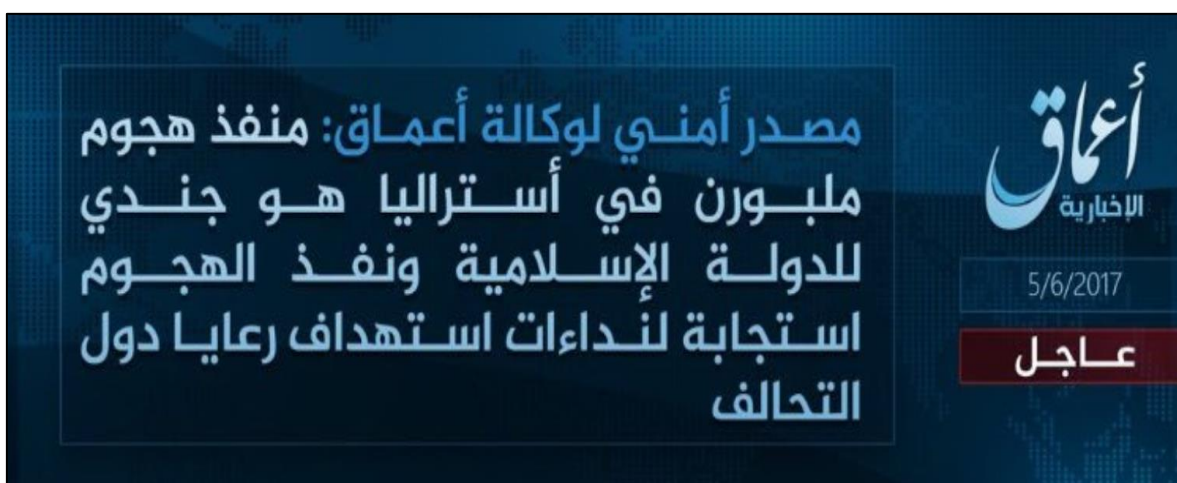 مصدر أمني لوكالة أعماق: منفذ هجوم
ملبورن في أستراليا هو جندي
للدولة الإسلامية ونفذ الهجوم
استجابة لنداءات استهداف رعايا دول
التحالف
أعماق
الإخبارية
5/6/2017
عاجل